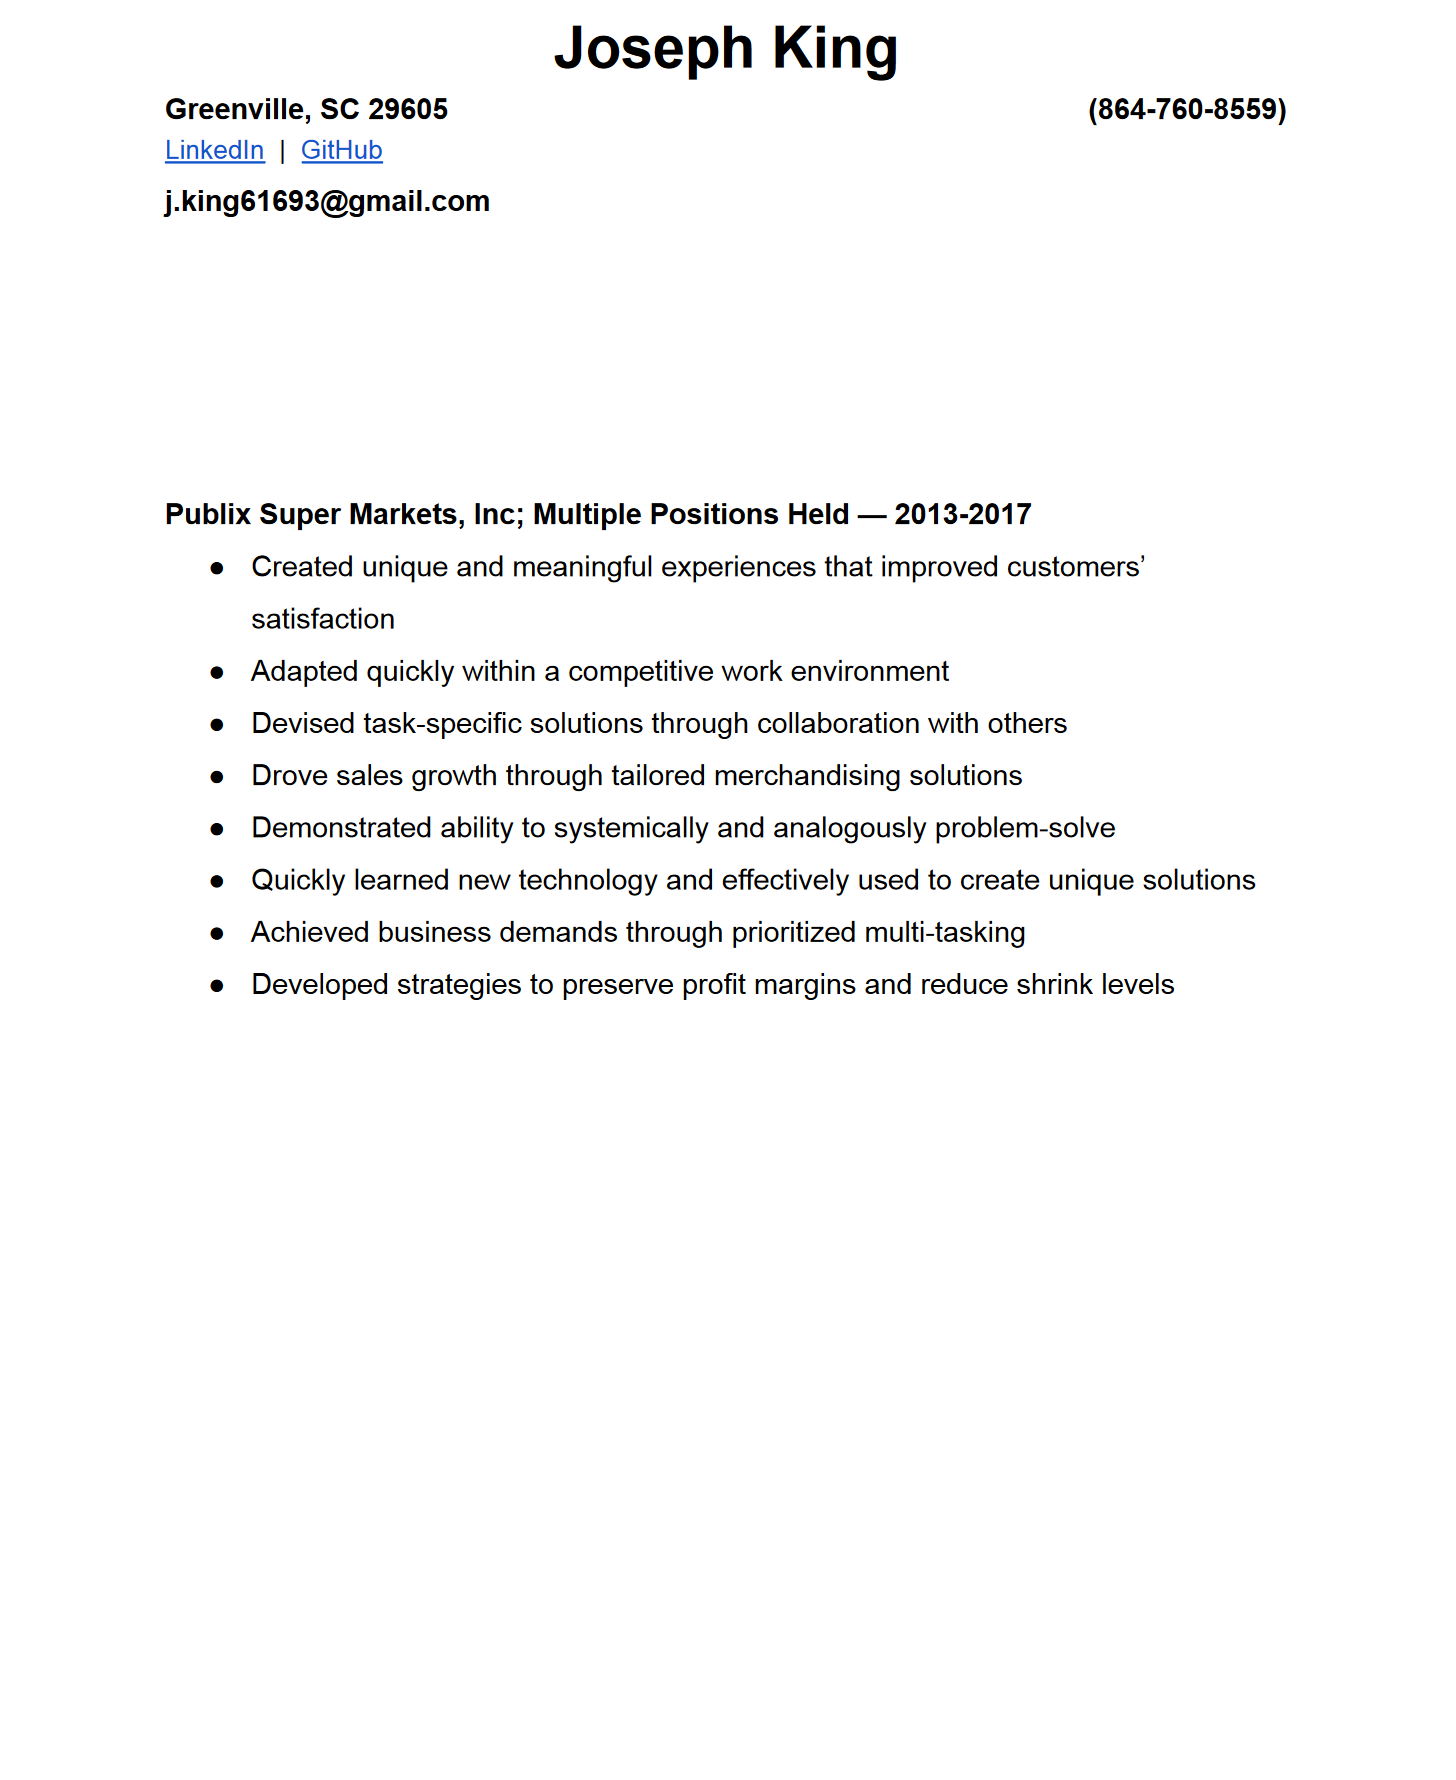 Joseph King
Greenville, SC 29605 (864-760-8559)
LinkedIn | GitHub
j.king61693@gmail.com
Publix Super Markets, Inc; Multiple Positions Held — 2013-2017
● Created unique and meaningful experiences that improved customers’
satisfaction
● Adapted quickly within a competitive work environment
● Devised task-specific solutions through collaboration with others
● Drove sales growth through tailored merchandising solutions
● Demonstrated ability to systemically and analogously problem-solve
● Quickly learned new technology and effectively used to create unique solutions
● Achieved business demands through prioritized multi-tasking
● Developed strategies to preserve profit margins and reduce shrink levels